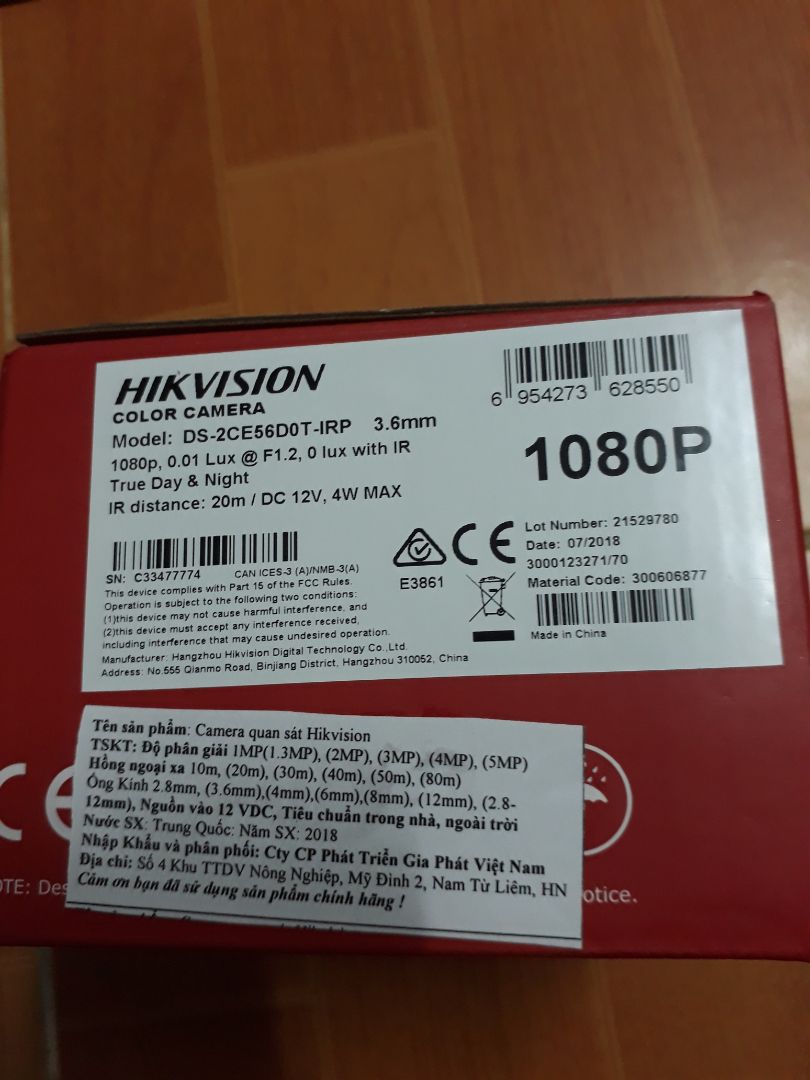 HIKVISION
COLOR CAMERA
Model: DS-2CE56D0T-IRP 3.6mm
1080p, 0.01 Lux @ F1.2, 0 lux with IR
True Day & Night
IR distance: 20m / DC 12V, 4W MAX
6 954273 628550
1080P
SN: C33477774 CAN ICES-3 (A)/NMB-3(A)
This device complies with Part 15 of the FCC Rules.
Operation is subject to the following two conditions:
(1)this device may not cause harmful interference, and
(2)this device must accept any interference received,
including interference that may cause undesired operation.
Manufacturer: Hangzhou Hikvision Digital Technology Co.,Ltd.
Address: No.555 Qianmo Road, Binjiang District, Hangzhou 310052, China
CE
E3861
Lot Number: 21529780
Date: 07/2018
3000123271/70
Material Code: 300606877
Made in China
Tên sản phẩm: Camera quan sát Hikvision
TSKT: Độ phân giải 1MP(1.3MP), (2MP), (3MP), (4MP), (5MP)
Hồng ngoại xa 10m, (20m), (30m), (40m), (50m), (80m)
Ống Kính 2.8mm, (3.6mm),(4mm),(6mm),(8mm), (12mm), (2.8-
12mm), Nguồn vào 12 VDC, Tiêu chuẩn trong nhà, ngoài trời
Nước SX: Trung Quốc: Năm SX: 2018
Nhập Khẩu và phân phối: Cty CP Phát Triển Gia Phát Việt Nam
Địa chỉ: Số 4 Khu TTDV Nông Nghiệp, Mỹ Đình 2, Nam Từ Liêm, HN
Cảm ơn bạn đã sử dụng sản phẩm chính hãng !
CE
OTE: Des
otice.